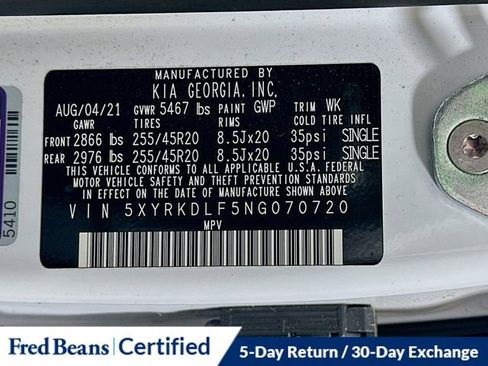 MANUFACTURED BY
KIA GEORGIA, INC.
AUG/04/21 GVWR 5467 lbs PAINT GWP TRIM WK
GAWR TIRES RIMS COLD TIRE INFL
FRONT 2866 lbs 255/45R20 8.5Jx20 35psi SINGLE
REAR 2976 lbs 255/45R20 8.5Jx20 35psi SINGLE
THIS VEHICLE CONFORMS TO ALL APPLICABLE U.S.A. FEDERAL
MOTOR VEHICLE SAFETY AND THEFT PREVENTION STANDARDS
IN EFFECT ON THE DATE OF MANUFACTURE SHOWN ABOVE.
VIN 5XYRKDLF5NG070720
MPV
5410
Fred Beans Certified
5-Day Return / 30-Day Exchange